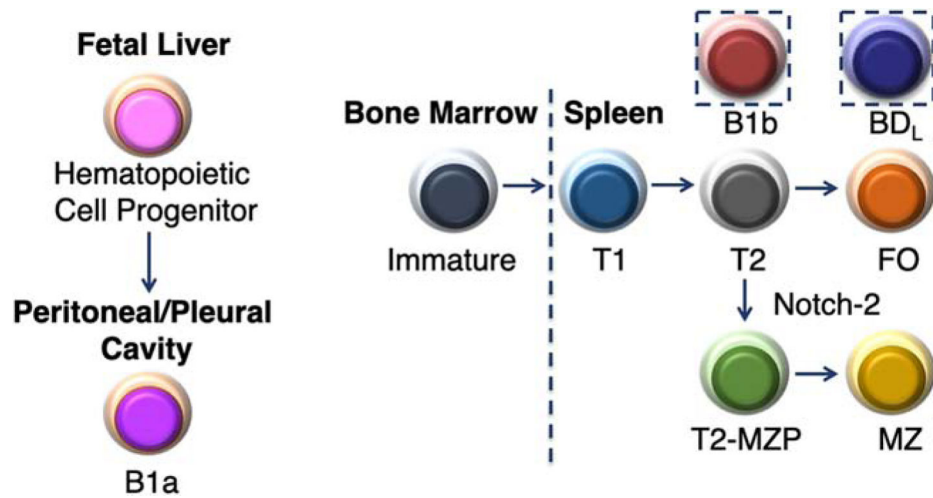 Fetal Liver
Hematopoietic
Cell Progenitor
Peritoneal/Pleural
Cavity
B1a
Bone Marrow
Spleen
B1b
BD_L
Immature
T1
T2
FO
Notch-2
T2-MZP
MZ